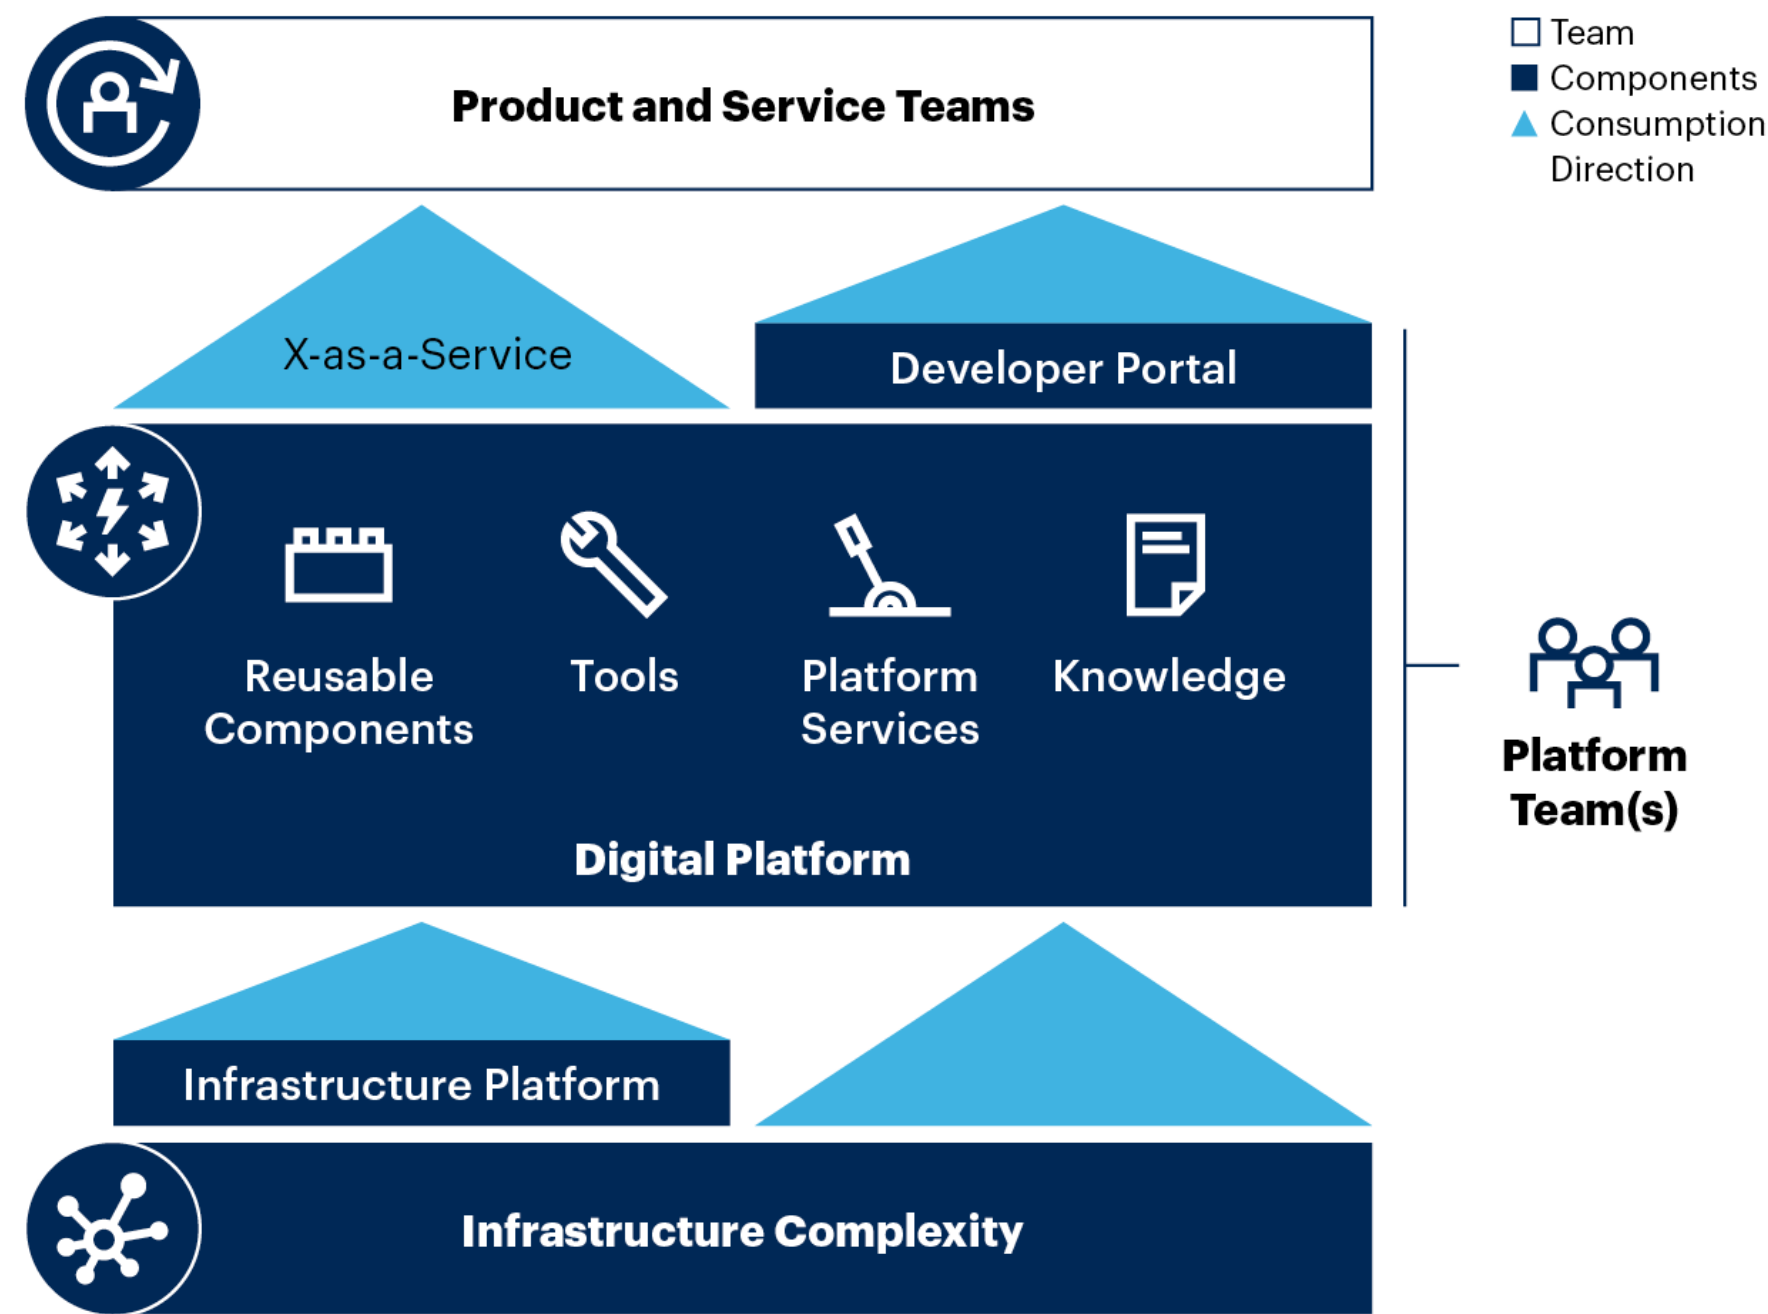 Team
Components
Consumption
Direction
Product and Service Teams
X-as-a-Service
Developer Portal
Reusable
Components
Tools
Platform
Services
Knowledge
Digital Platform
Platform
Team(s)
Infrastructure Platform
Infrastructure Complexity